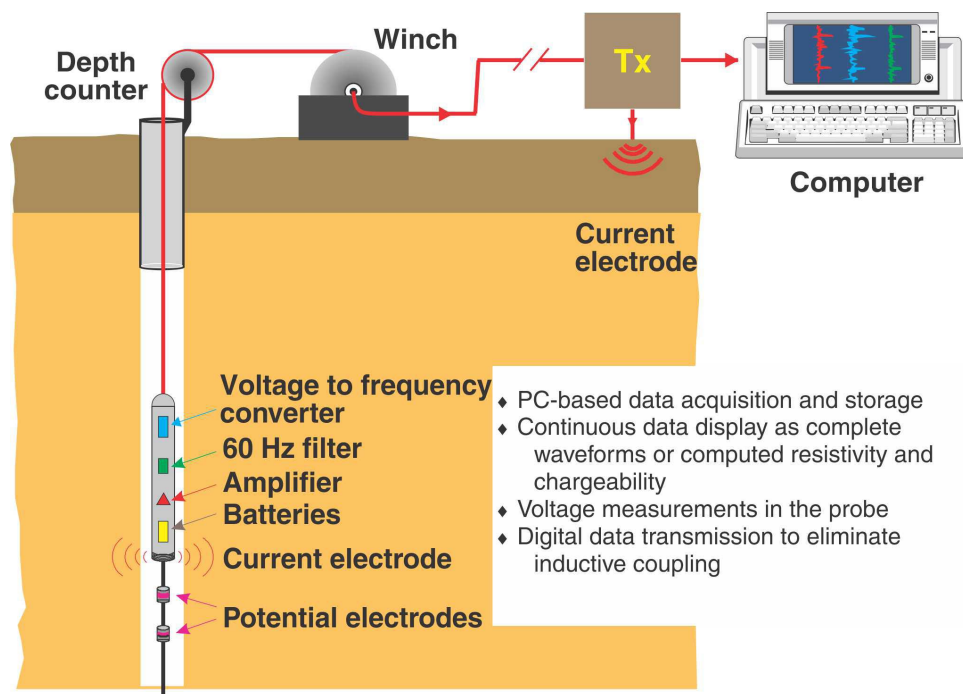 Depth
counter
Winch
Tx
Computer
Current
electrode
Voltage to frequency
converter
60 Hz filter
Amplifier
Batteries
Current electrode
Potential electrodes
♦ PC-based data acquisition and storage
♦ Continuous data display as complete
waveforms or computed resistivity and
chargeability
♦ Voltage measurements in the probe
♦ Digital data transmission to eliminate
inductive coupling